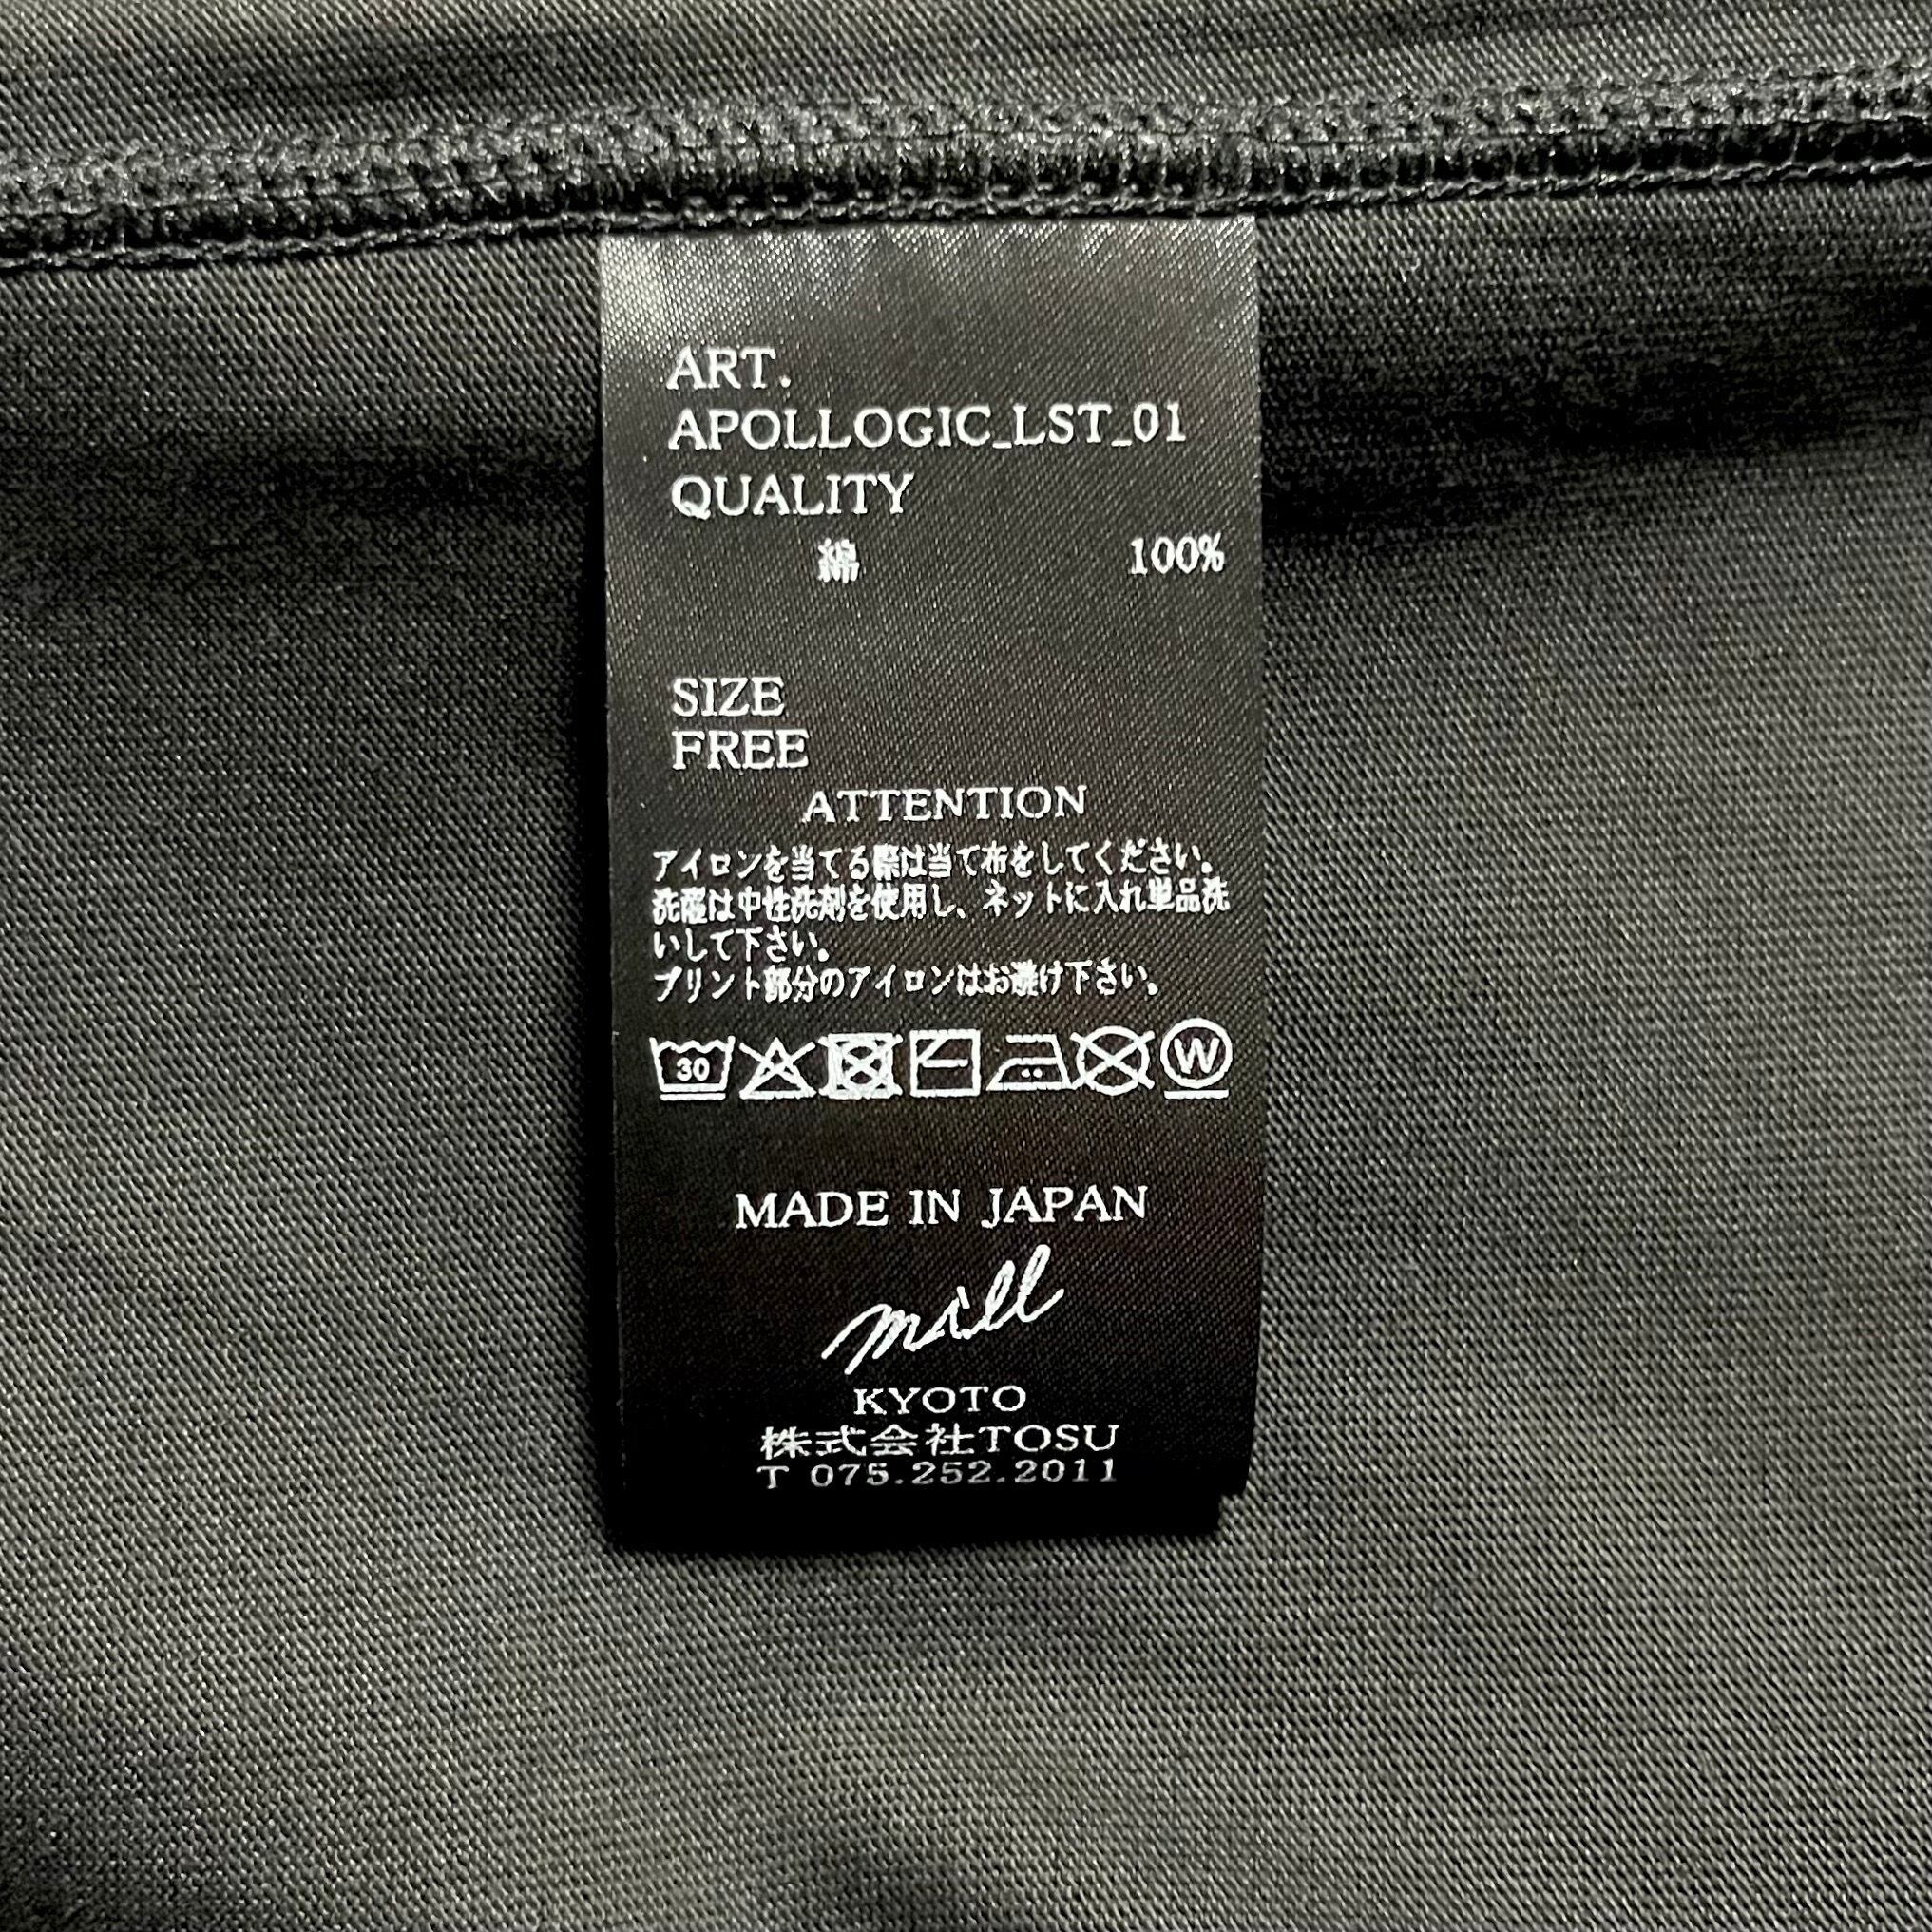 ART.
APOLLOGIC_LST_01
QUALITY
綿 100%
SIZE
FREE
ATTENTION
アイロンを当てる際は当て布をしてください。
洗濯は中性洗剤を使用し、ネットに入れ単品洗
いして下さい。
プリント部分のアイロンはお避け下さい。
30 W
MADE IN JAPAN
mill
KYOTO
株式会社TOSU
T 075.252.2011